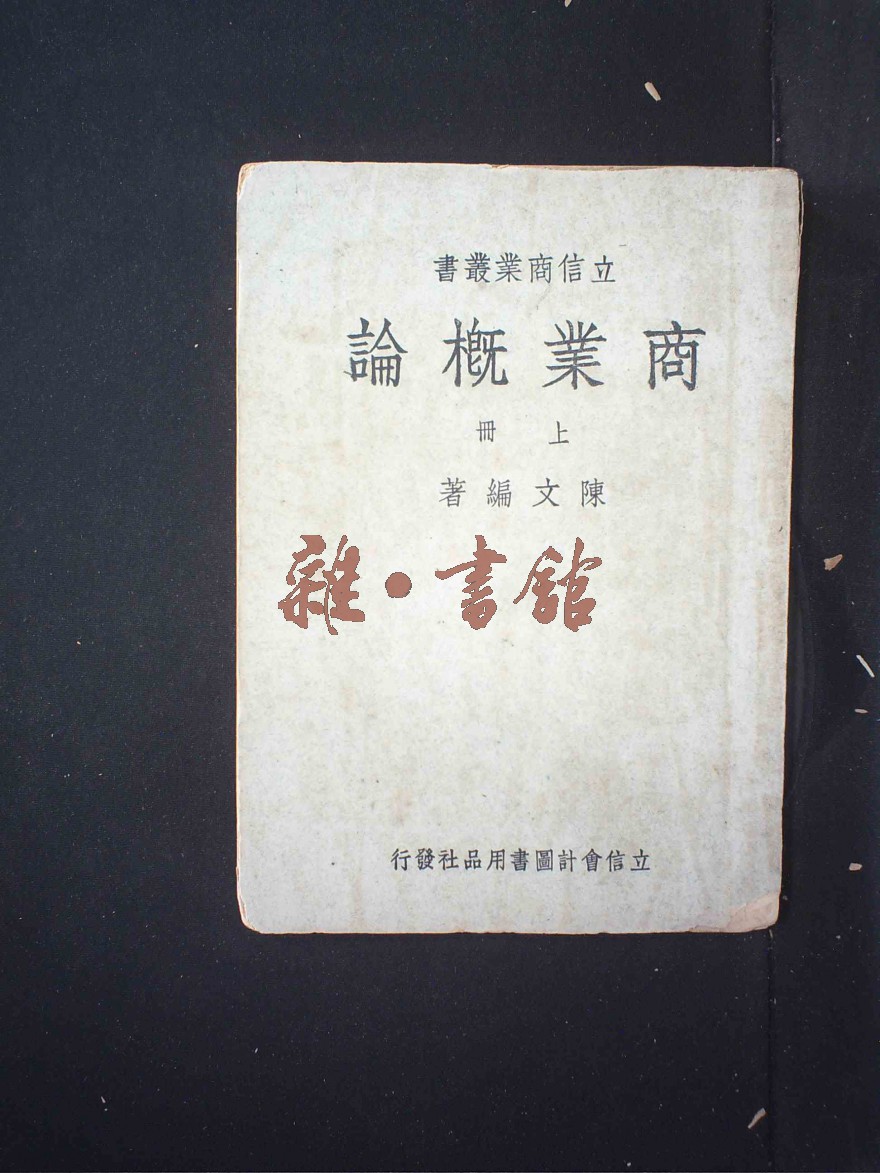 立信商業叢書
商業概論
上冊
陳文編著
雜•書館
立信會計圖書用品社發行